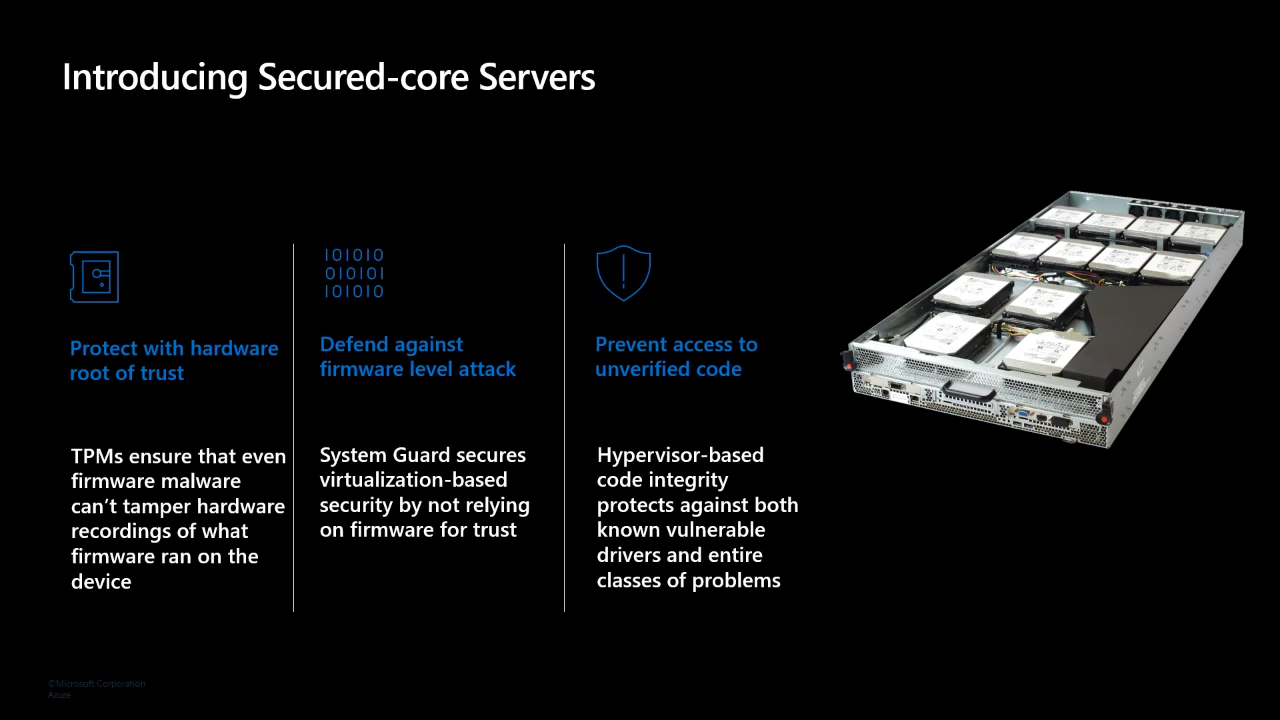 Introducing Secured-core Servers
101010
010101
101010
Protect with hardware
root of trust
TPMs ensure that even
firmware malware
can't tamper hardware
recordings of what
firmware ran on the
device
Defend against
firmware level attack
System Guard secures
virtualization-based
security by not relying
on firmware for trust
Prevent access to
unverified code
Hypervisor-based
code integrity
protects against both
known vulnerable
drivers and entire
classes of problems
©Microsoft Corporation
Azure